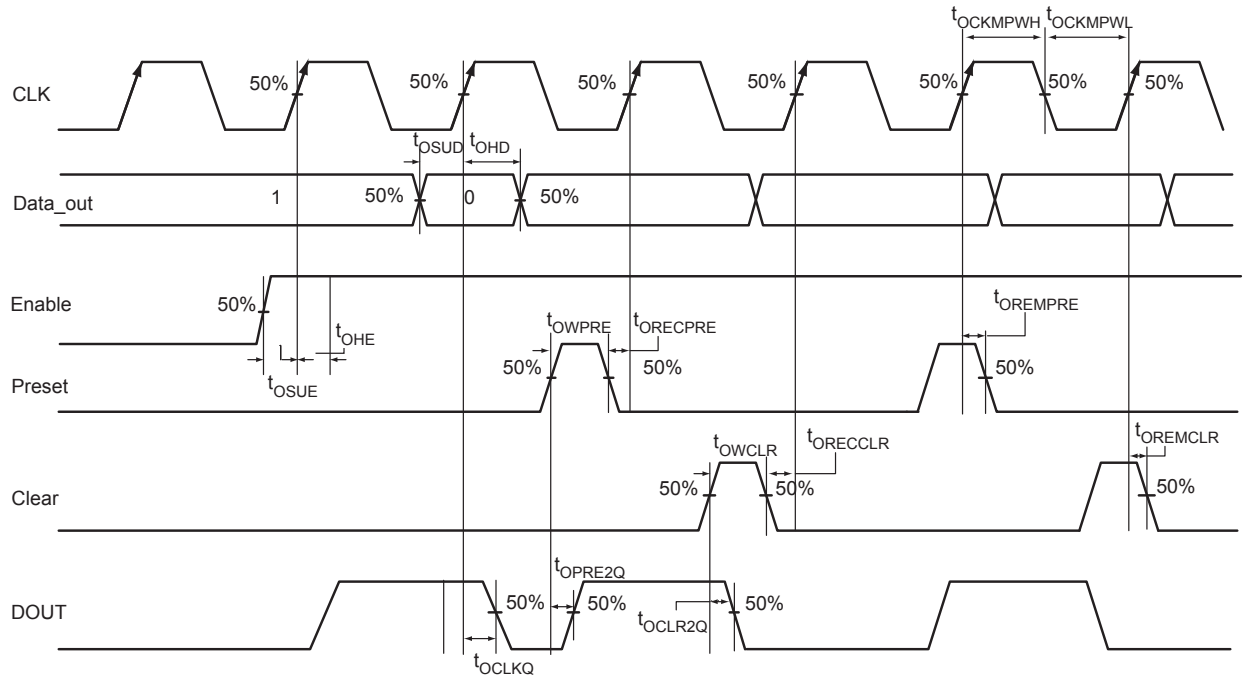 tOCKMPWH tOCKMPWL
CLK 50% 50% 50% 50% 50% 50% 50%
tOSUD tOHD
Data_out 1 50% 0 50%
Enable 50%
tOHE
tOSUE
tOWPRE tORECPRE tOREMPRE
Preset 50% 50% 50%
tOWCLR tORECCLR tOREMCLR
Clear 50% 50% 50%
tOPRE2Q
DOUT 50% 50% tOCLR2Q 50%
tOCLKQ